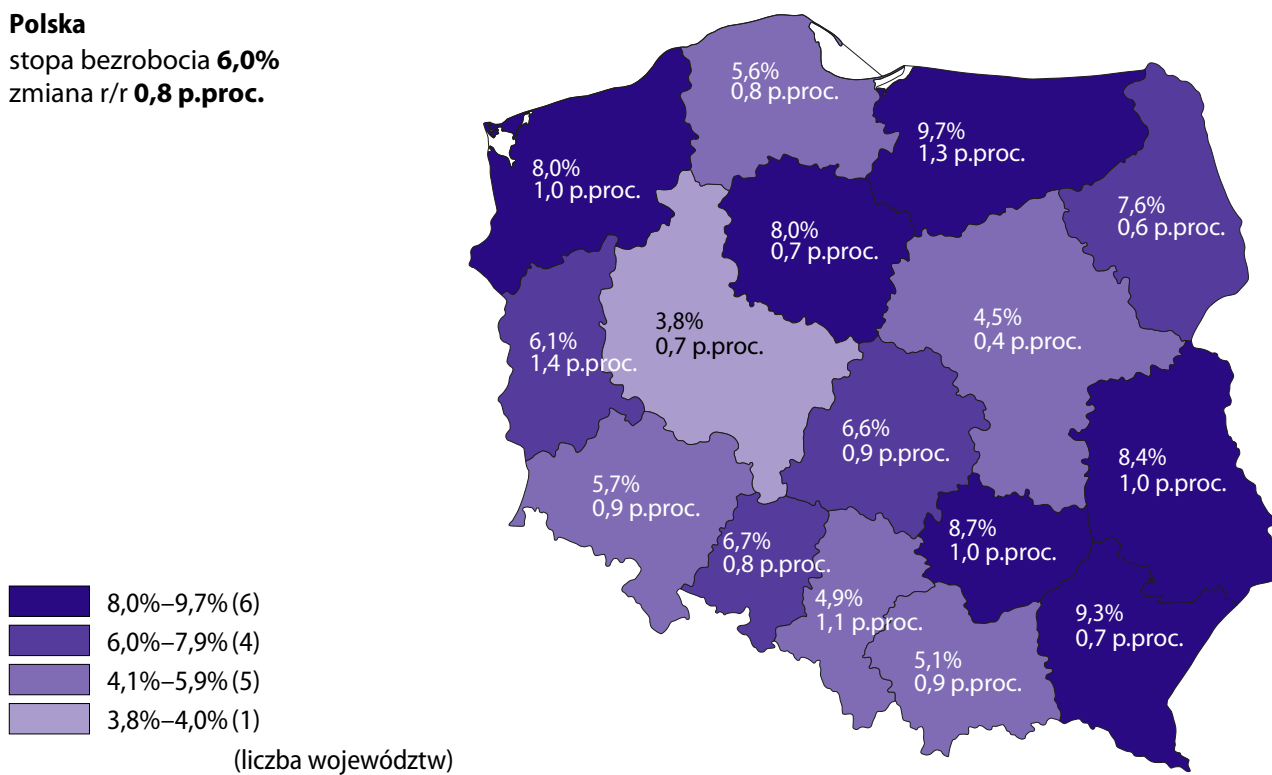 Polska
stopa bezrobocia 6,0%
zmiana r/r 0,8 p.proc.
5,6%
0,8 p.proc.
9,7%
1,3 p.proc.
8,0%
1,0 p.proc.
7,6%
0,6 p.proc.
8,0%
0,7 p.proc.
3,8%
0,7 p.proc.
4,5%
0,4 p.proc.
6,1%
1,4 p.proc.
6,6%
0,9 p.proc.
8,4%
1,0 p.proc.
5,7%
0,9 p.proc.
8,7%
1,0 p.proc.
6,7%
0,8 p.proc.
4,9%
1,1 p.proc.
9,3%
0,7 p.proc.
5,1%
0,9 p.proc.
8,0%–9,7% (6)
6,0%–7,9% (4)
4,1%–5,9% (5)
3,8%–4,0% (1)
(liczba województw)